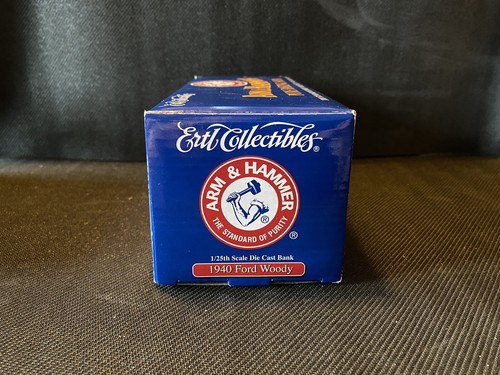 Ertl Collectibles®
ARM & HAMMER
THE STANDARD OF PURITY
®
®
1/25th Scale Die Cast Bank
1940 Ford Woody